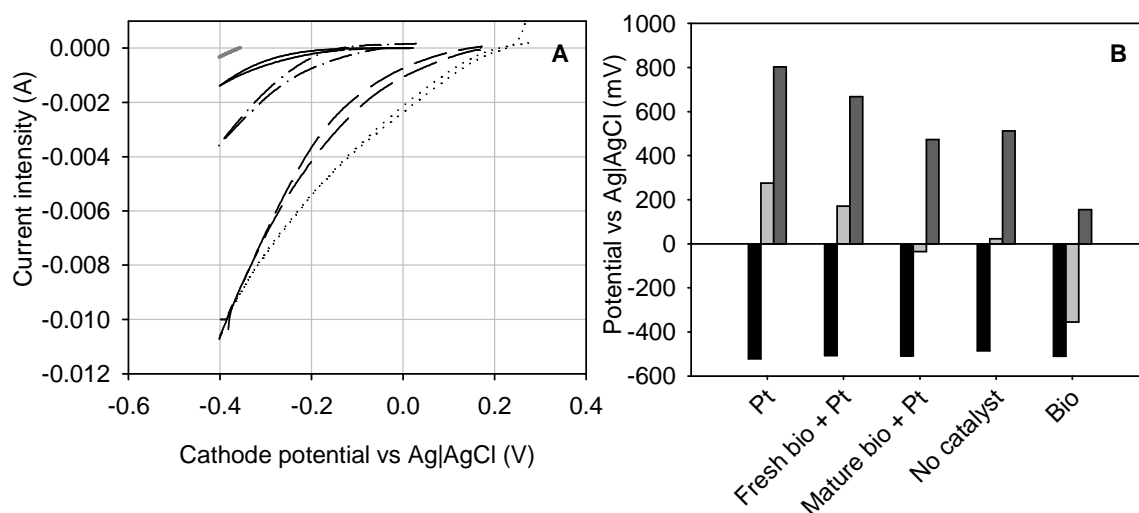 A
0.000
-0.002
-0.004
-0.006
-0.008
-0.010
-0.012
Current intensity (A)
-0.6
-0.4
-0.2
0.0
0.2
0.4
Cathode potential vs Ag|AgCl (V)
B
1000
800
600
400
200
0
-200
-400
-600
Potential vs Ag|AgCl (mV)
Pt
Fresh bio + Pt
Mature bio + Pt
No catalyst
Bio